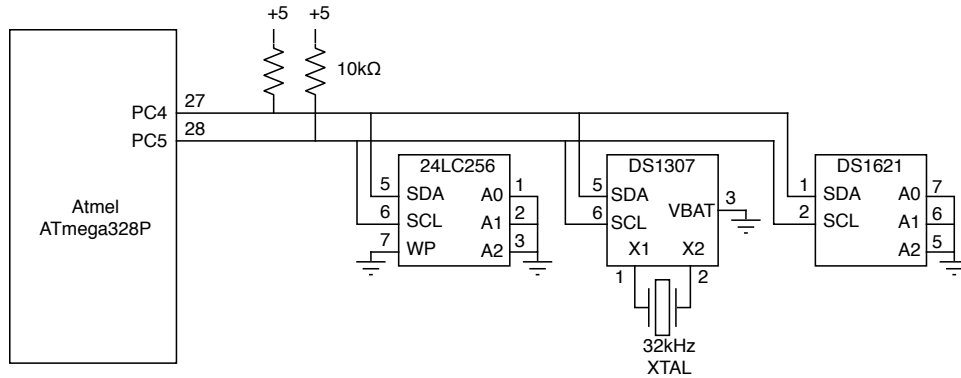 +5 +5
10kΩ
PC4 27
PC5 28
Atmel
ATmega328P
24LC256
5 SDA A0 1
6 SCL A1 2
7 WP A2 3
DS1307
5 SDA
6 SCL VBAT 3
X1 X2
1 2
32kHz
XTAL
DS1621
1 SDA A0 7
2 SCL A1 6
A2 5